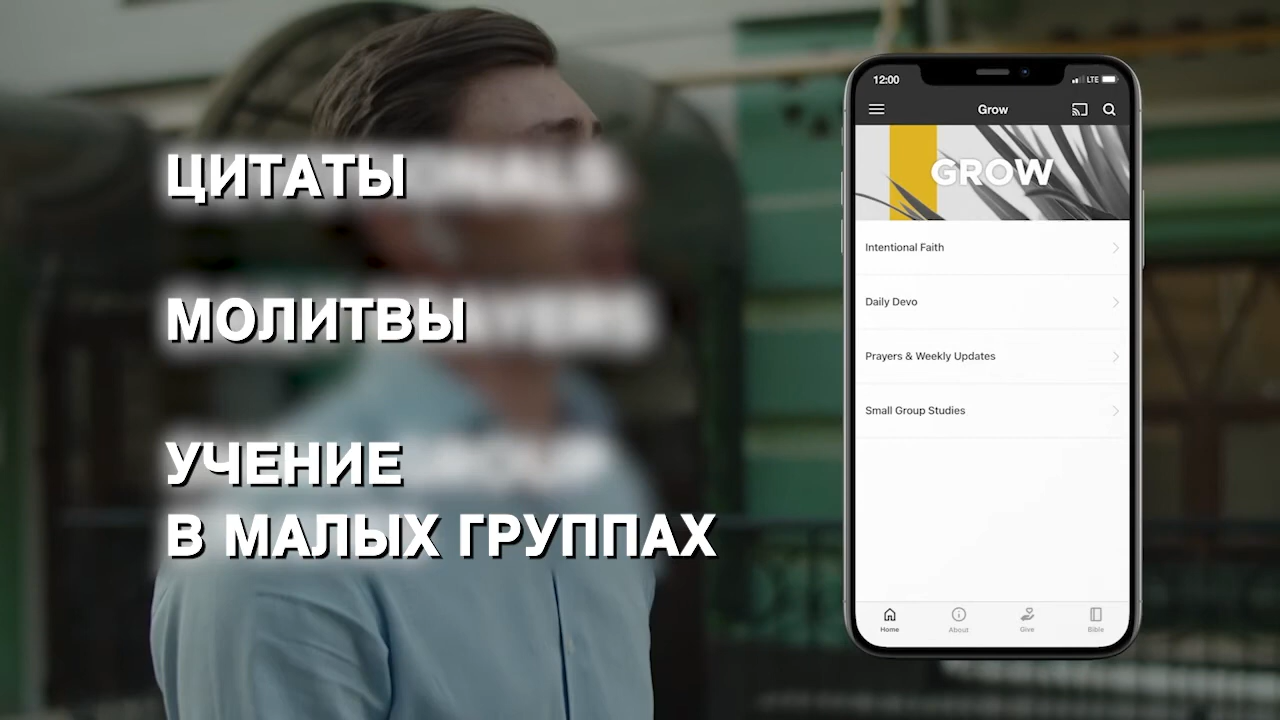 ЦИТАТЫ
МОЛИТВЫ
УЧЕНИЕ
В МАЛЫХ ГРУППАХ
12:00
LTE
Grow
GROW
Intentional Faith
Daily Devo
Prayers & Weekly Updates
Small Group Studies
Home
About
Give
Bible